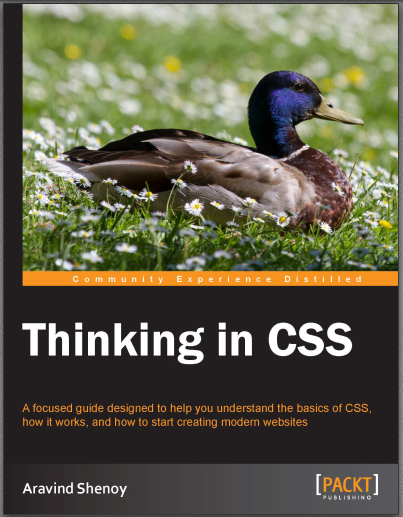 Community Experience Distilled
Thinking in CSS
A focused guide designed to help you understand the basics of CSS,
how it works, and how to start creating modern websites
Aravind Shenoy
[PACKT]
PUBLISHING